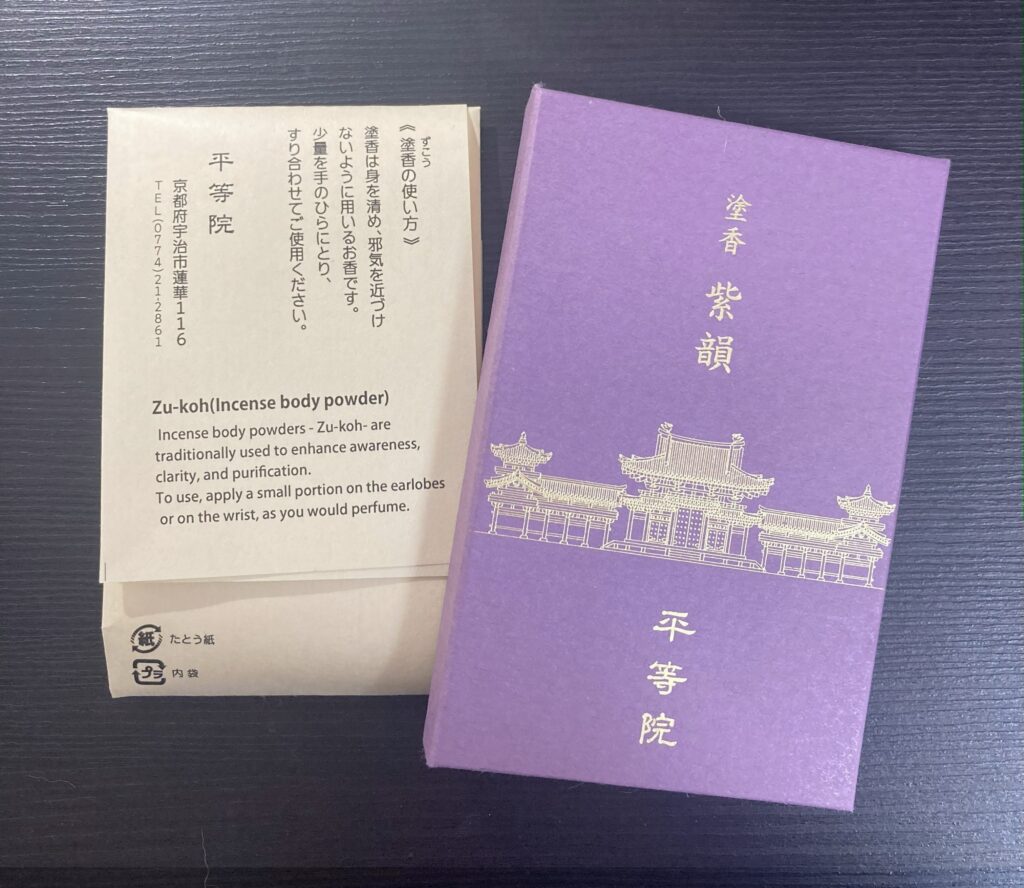 《塗香の使い方》
ずこう
塗香は身を清め、邪気を近づけ
ないように用いるお香です。
少量を手のひらにとり、
すり合わせてご使用ください。
平等院
京都府宇治市蓮華116
TEL(0774)21-2861
Zu-koh(Incense body powder)
Incense body powders - Zu-koh- are
traditionally used to enhance awareness,
clarity, and purification.
To use, apply a small portion on the earlobes
or on the wrist, as you would perfume.
紙 たとう紙
プラ 内袋
塗香 紫韻
平等院